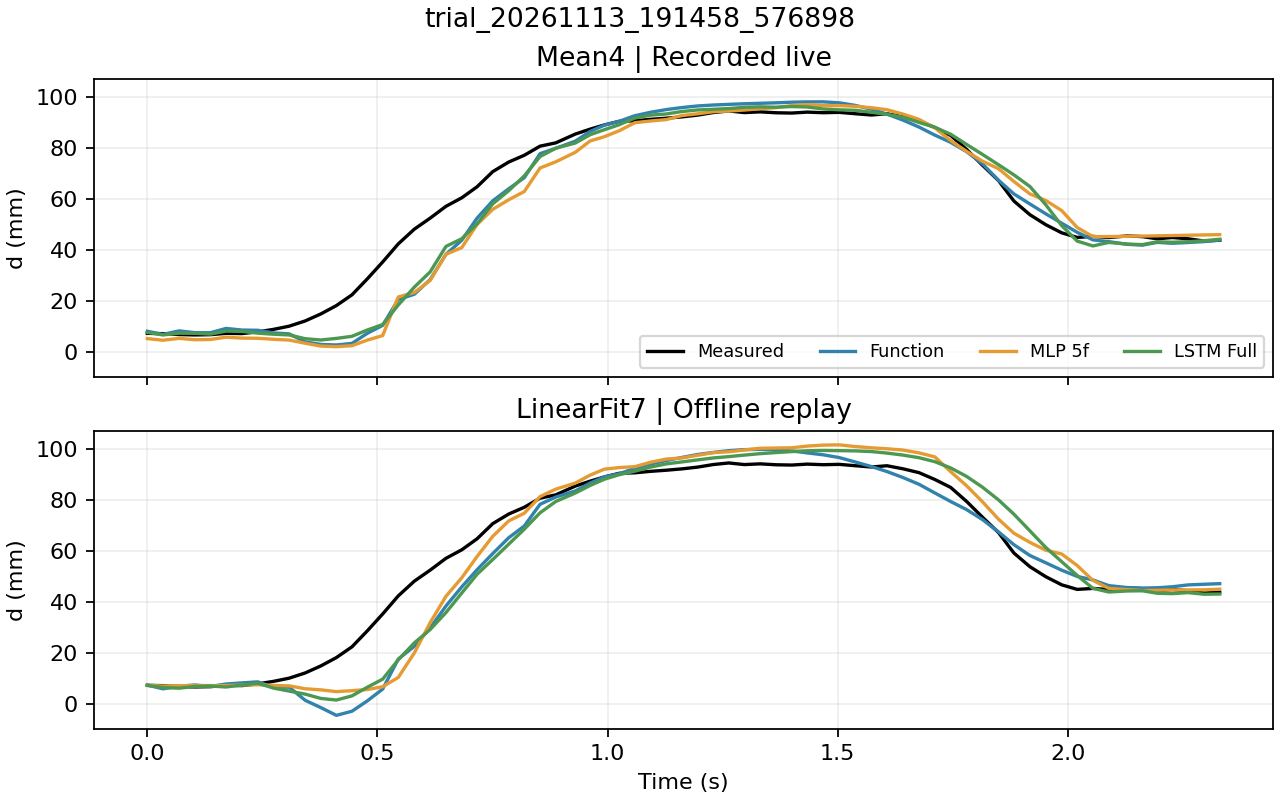 trial_20261113_191458_576898
Mean4 | Recorded live
d (mm)
100
80
60
40
20
0
Measured Function MLP 5f LSTM Full
LinearFit7 | Offline replay
d (mm)
100
80
60
40
20
0
0.0 0.5 1.0 1.5 2.0
Time (s)